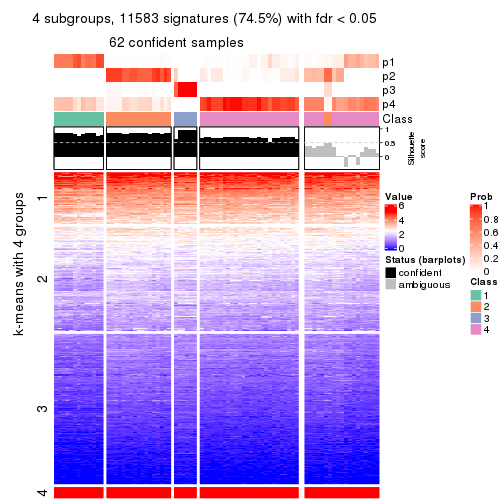 4 subgroups, 11583 signatures (74.5%) with fdr < 0.05
62 confident samples
p1
p2
p3
p4
Class
1
0.5
0
Silhouette
score
k-means with 4 groups
1
2
3
4
Value
6
4
2
0
Status (barplots)
confident
ambiguous
Prob
1
0.8
0.6
0.4
0.2
0
Class
1
2
3
4